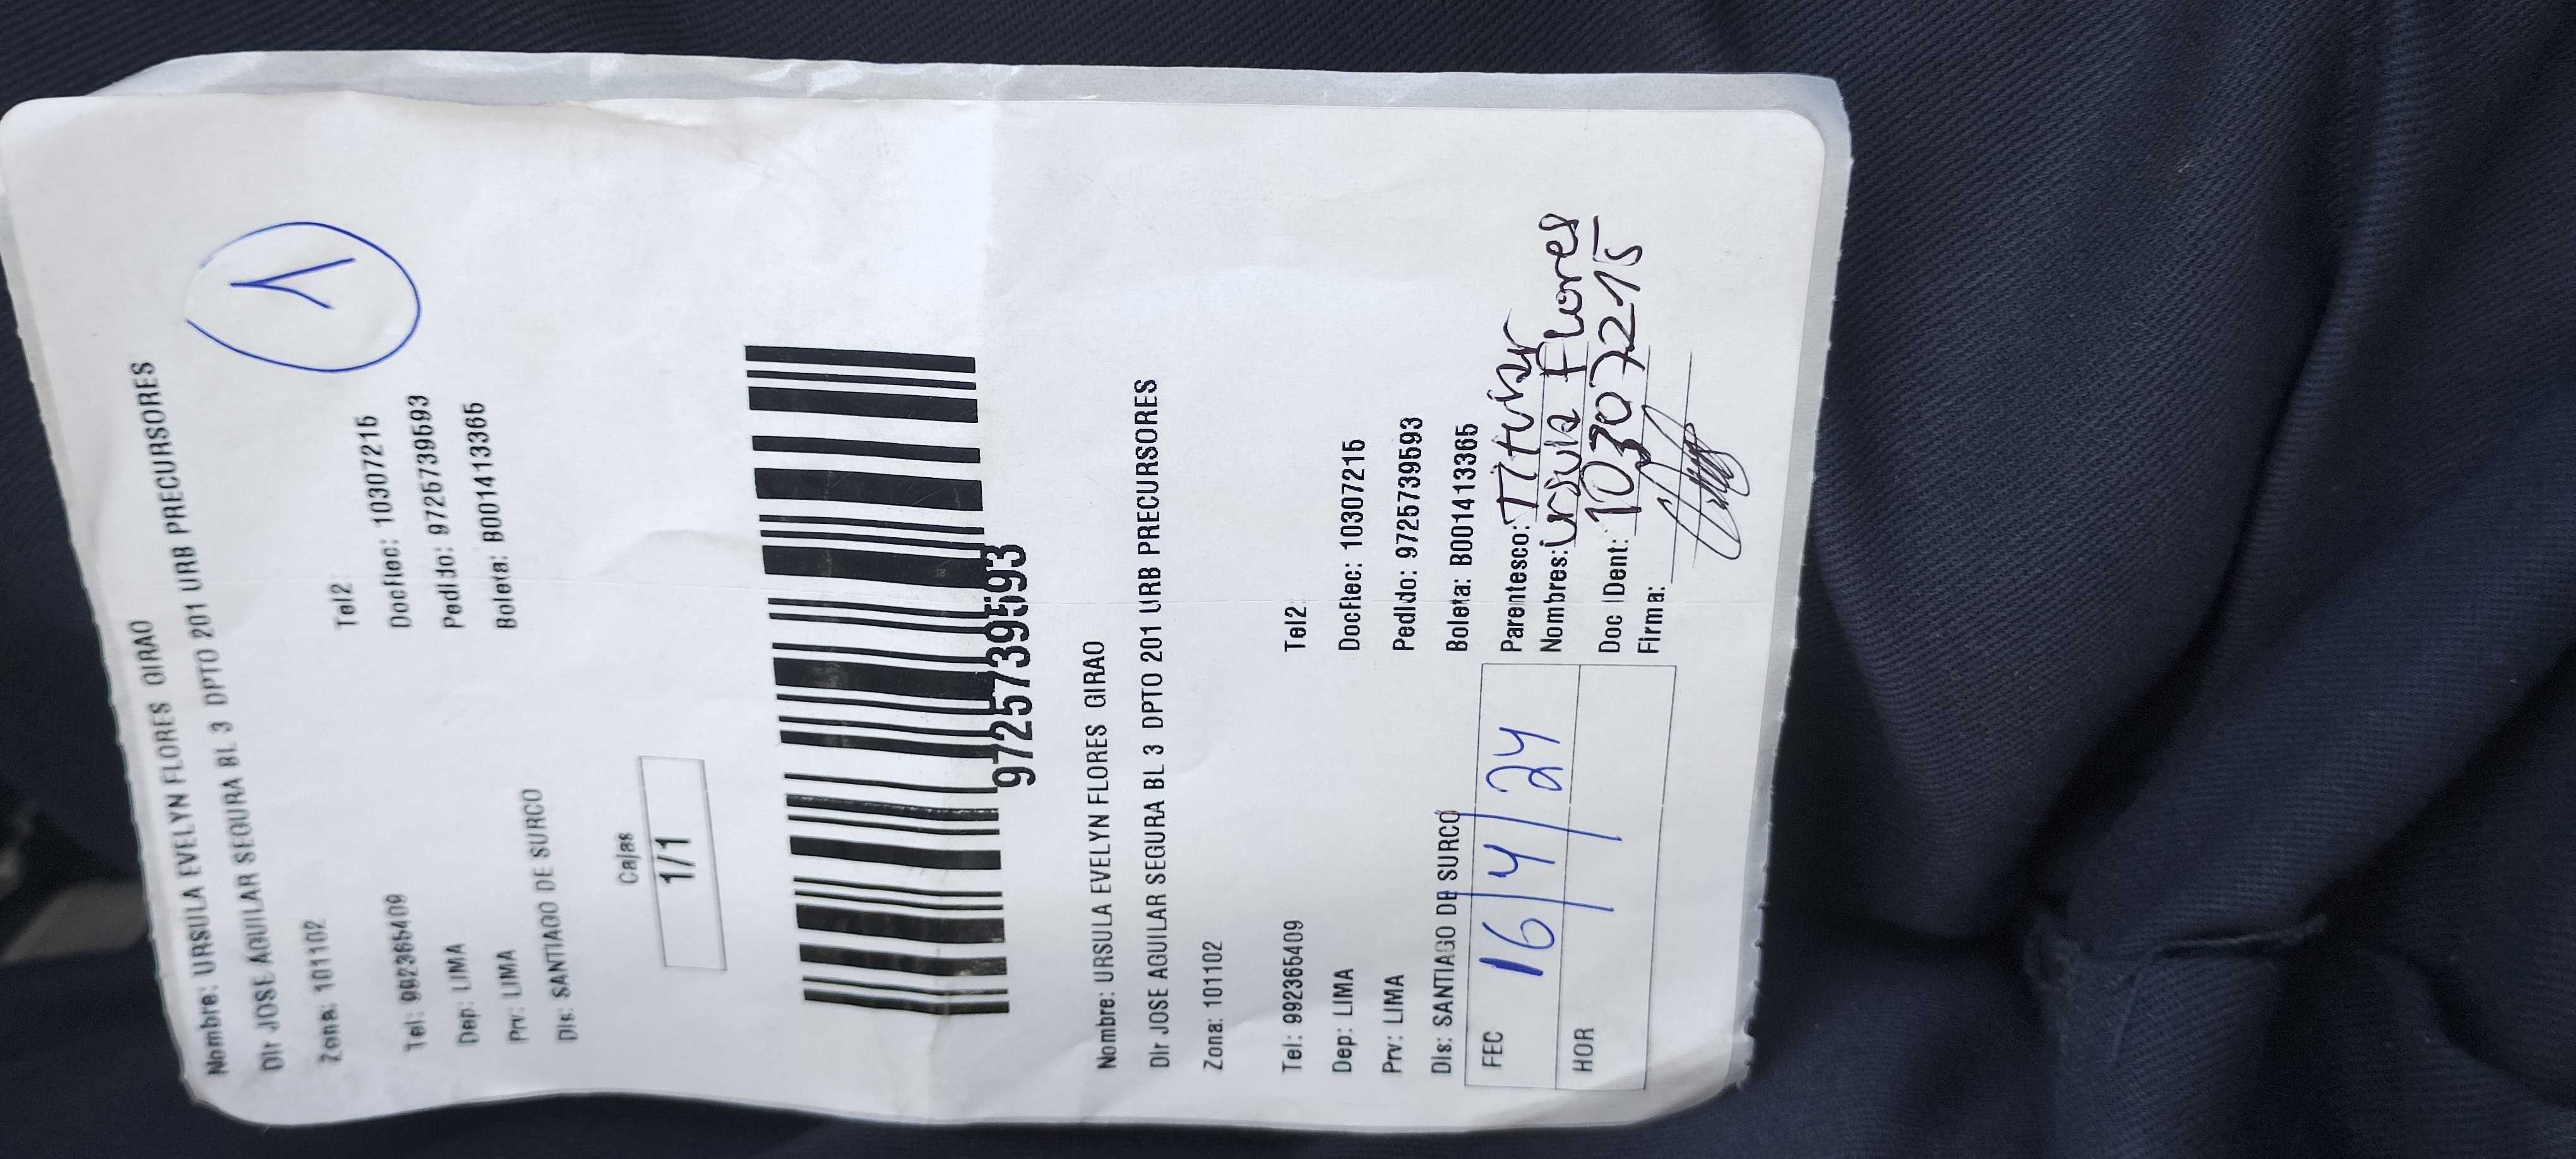 Nombre: URSULA EVELYN FLORES GIRAO
Dir JOSE AGUILAR SEGURA BL 3 DPTO 201 URB PRECURSORES
Zona: 101102
1
Tel: 992365409 Tel2
Dep: LIMA DocRec: 10307215
Prv: LIMA Pedido: 9725739593
Dis: SANTIAGO DE SURCO Boleta: B001413365
Cajas
1/1
9725739593
Nombre: URSULA EVELYN FLORES GIRAO
Dir JOSE AGUILAR SEGURA BL 3 DPTO 201 URB PRECURSORES
Zona: 101102
Tel: 992365409 Tel2
Dep: LIMA DocRec: 10307215
Prv: LIMA Pedido: 9725739593
Dis: SANTIAGO DE SURCO Boleta: B001413365
FEC 16/4/24 Parentesco: Titular
Nombres: Ursula Flores
HOR Doc IDent: 10307215
Firma: